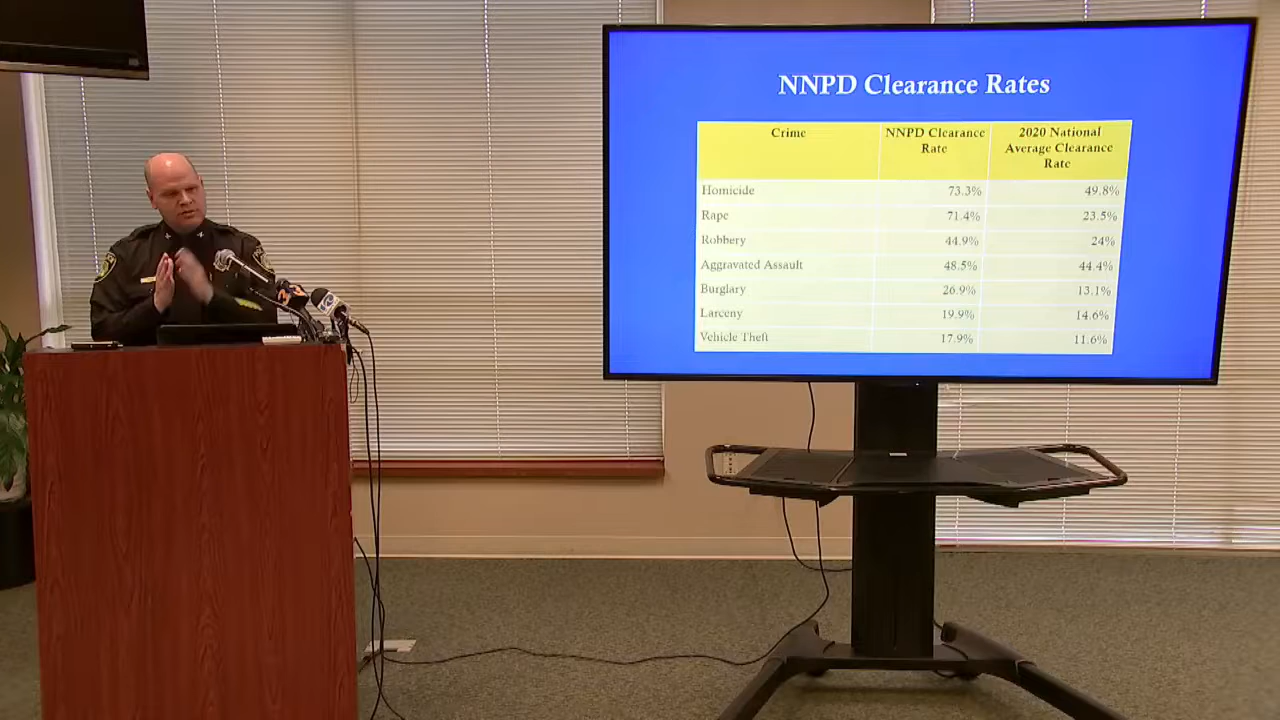 NNPD Clearance Rates
Crime
NNPD Clearance
Rate
2020 National
Average Clearance
Rate
Homicide 73.3% 49.8%
Rape 71.4% 23.5%
Robbery 44.9% 24%
Aggravated Assault 48.5% 44.4%
Burglary 26.9% 13.1%
Larceny 19.9% 14.6%
Vehicle Theft 17.9% 11.6%